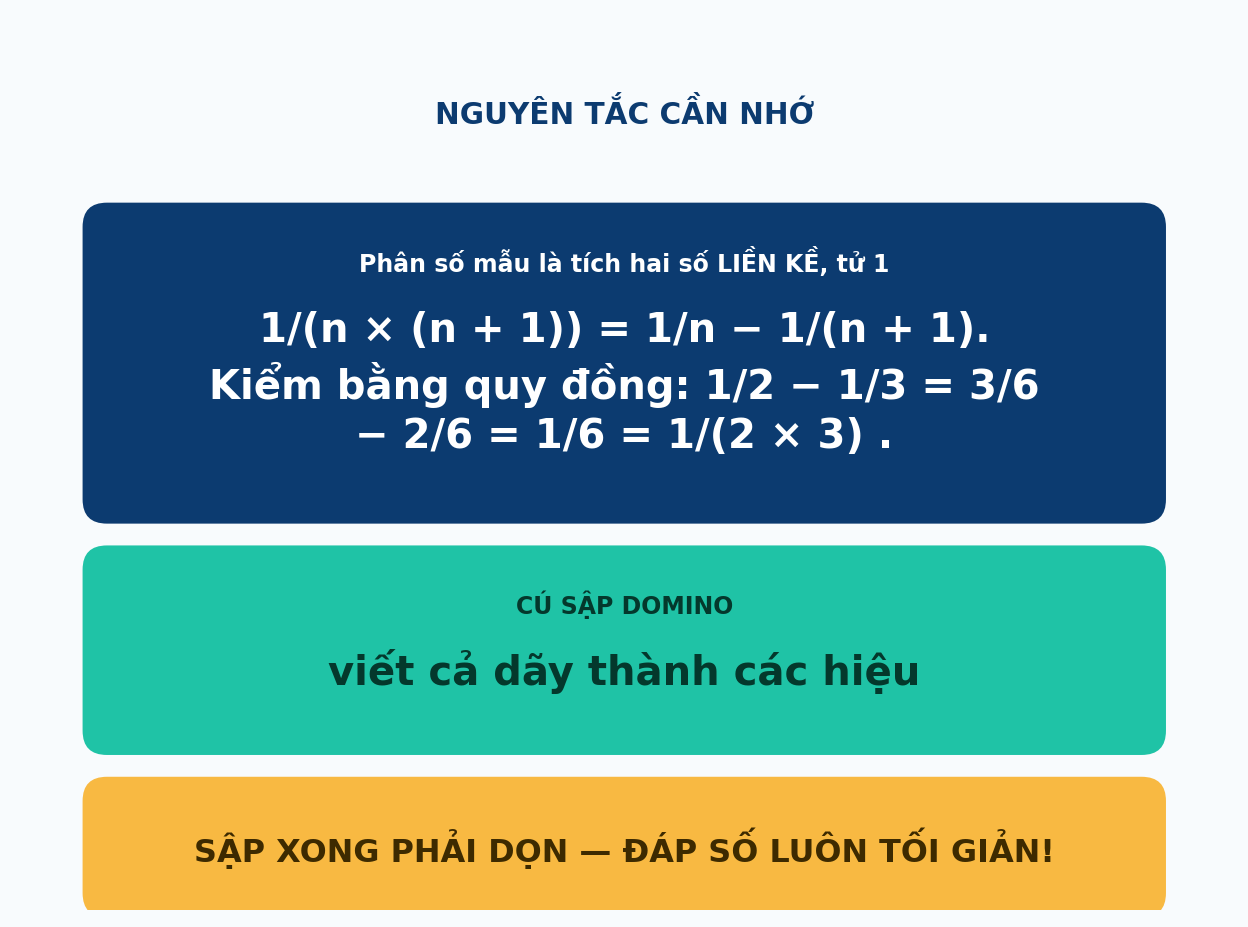 NGUYÊN TẮC CẦN NHỚ
Phân số mẫu là tích hai số LIỀN KỀ, tử 1
1/(n × (n + 1)) = 1/n − 1/(n + 1).
Kiểm bằng quy đồng: 1/2 − 1/3 = 3/6
− 2/6 = 1/6 = 1/(2 × 3) .
CÚ SẬP DOMINO
viết cả dãy thành các hiệu
SẬP XONG PHẢI DỌN — ĐÁP SỐ LUÔN TỐI GIẢN!